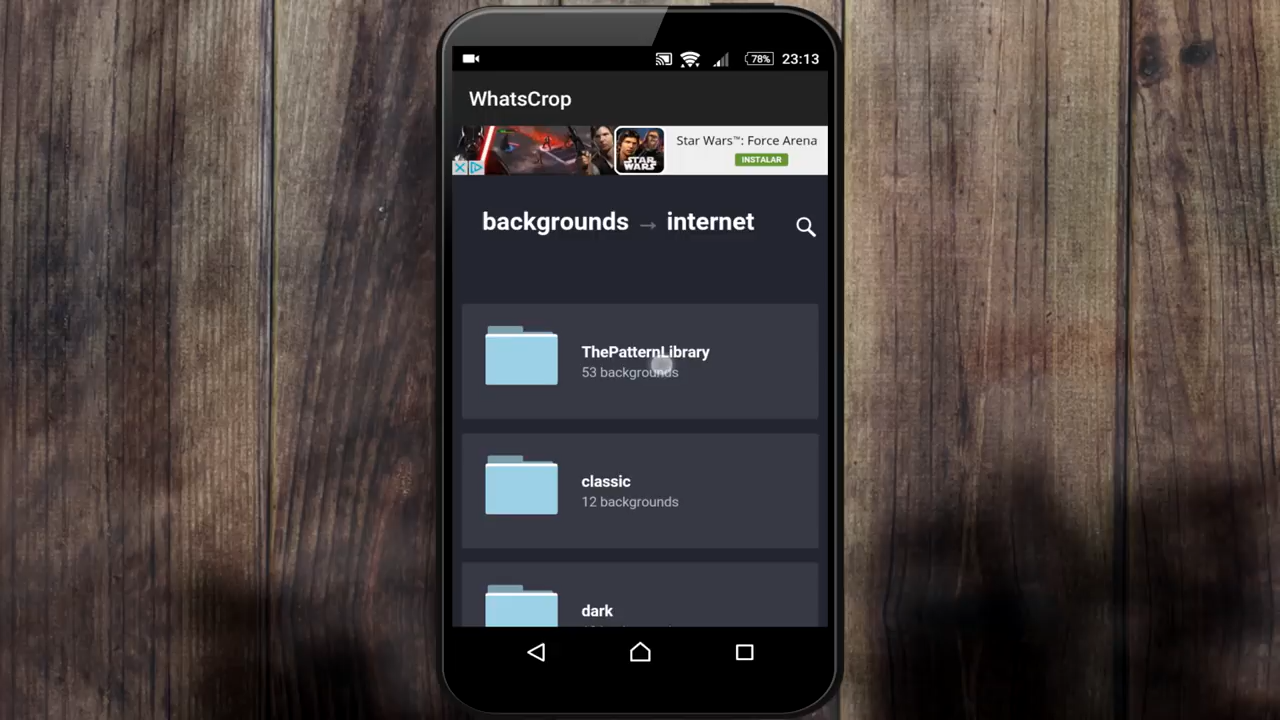 78% 23:13
WhatsCrop
Star Wars™: Force Arena
STAR WARS
INSTALAR
backgrounds → internet
ThePatternLibrary
53 backgrounds
classic
12 backgrounds
dark